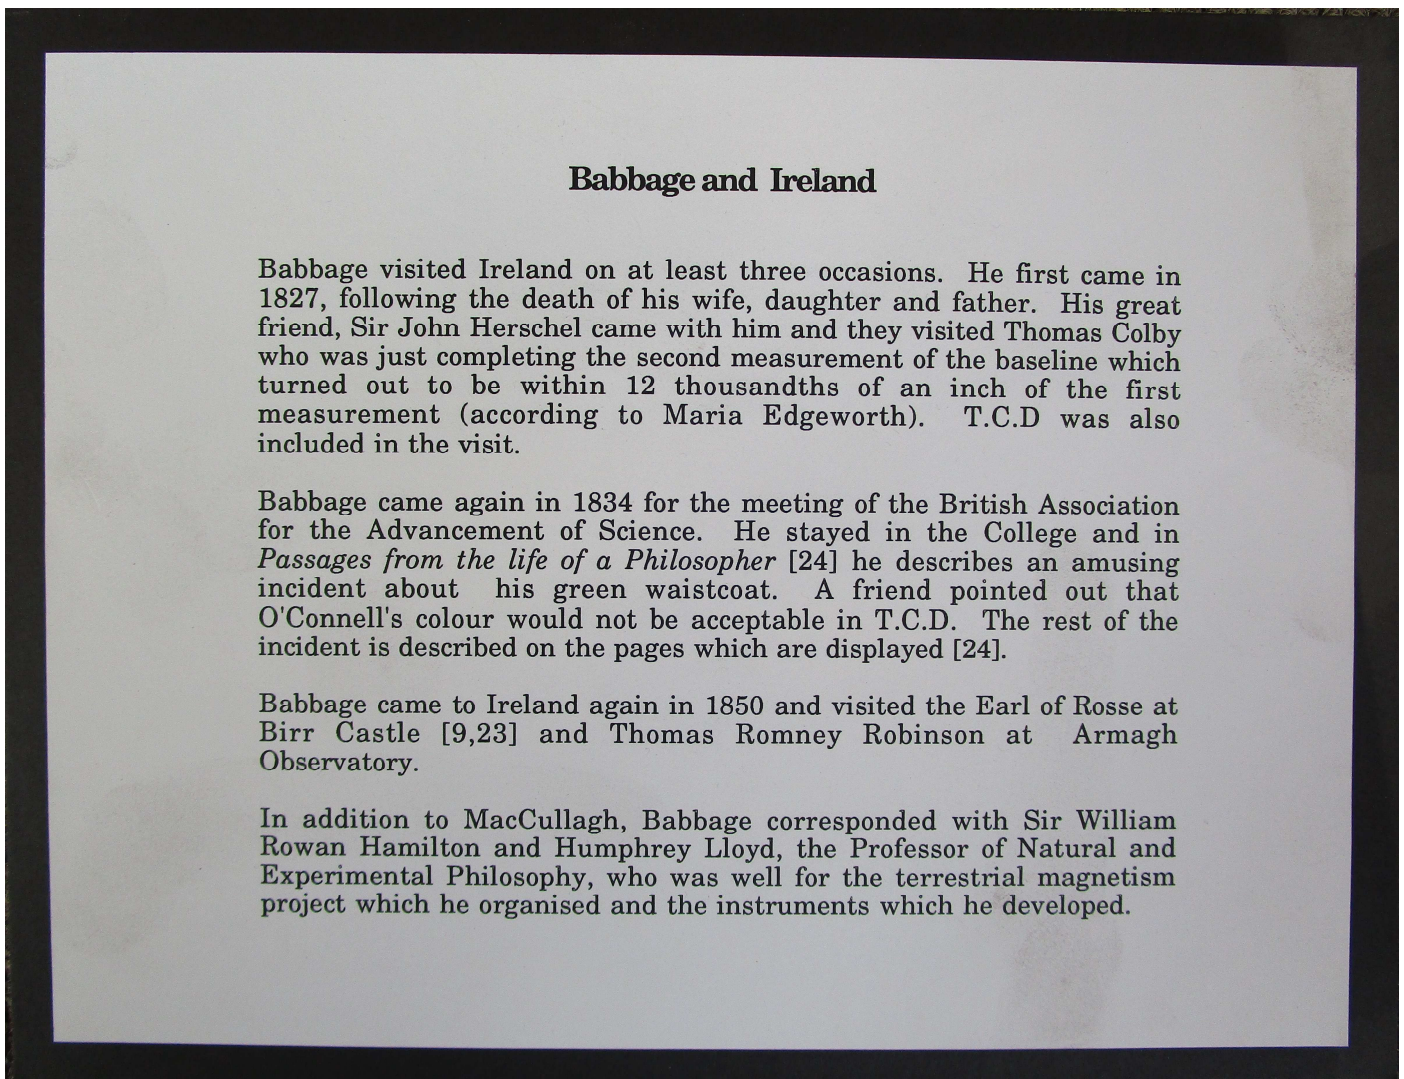 Babbage and Ireland
Babbage visited Ireland on at least three occasions. He first came in
1827, following the death of his wife, daughter and father. His great
friend, Sir John Herschel came with him and they visited Thomas Colby
who was just completing the second measurement of the baseline which
turned out to be within 12 thousandths of an inch of the first
measurement (according to Maria Edgeworth). T.C.D was also
included in the visit.
Babbage came again in 1834 for the meeting of the British Association
for the Advancement of Science. He stayed in the College and in
Passages from the life of a Philosopher [24] he describes an amusing
incident about his green waistcoat. A friend pointed out that
O'Connell's colour would not be acceptable in T.C.D. The rest of the
incident is described on the pages which are displayed [24].
Babbage came to Ireland again in 1850 and visited the Earl of Rosse at
Birr Castle [9,23] and Thomas Romney Robinson at Armagh
Observatory.
In addition to MacCullagh, Babbage corresponded with Sir William
Rowan Hamilton and Humphrey Lloyd, the Professor of Natural and
Experimental Philosophy, who was well for the terrestrial magnetism
project which he organised and the instruments which he developed.